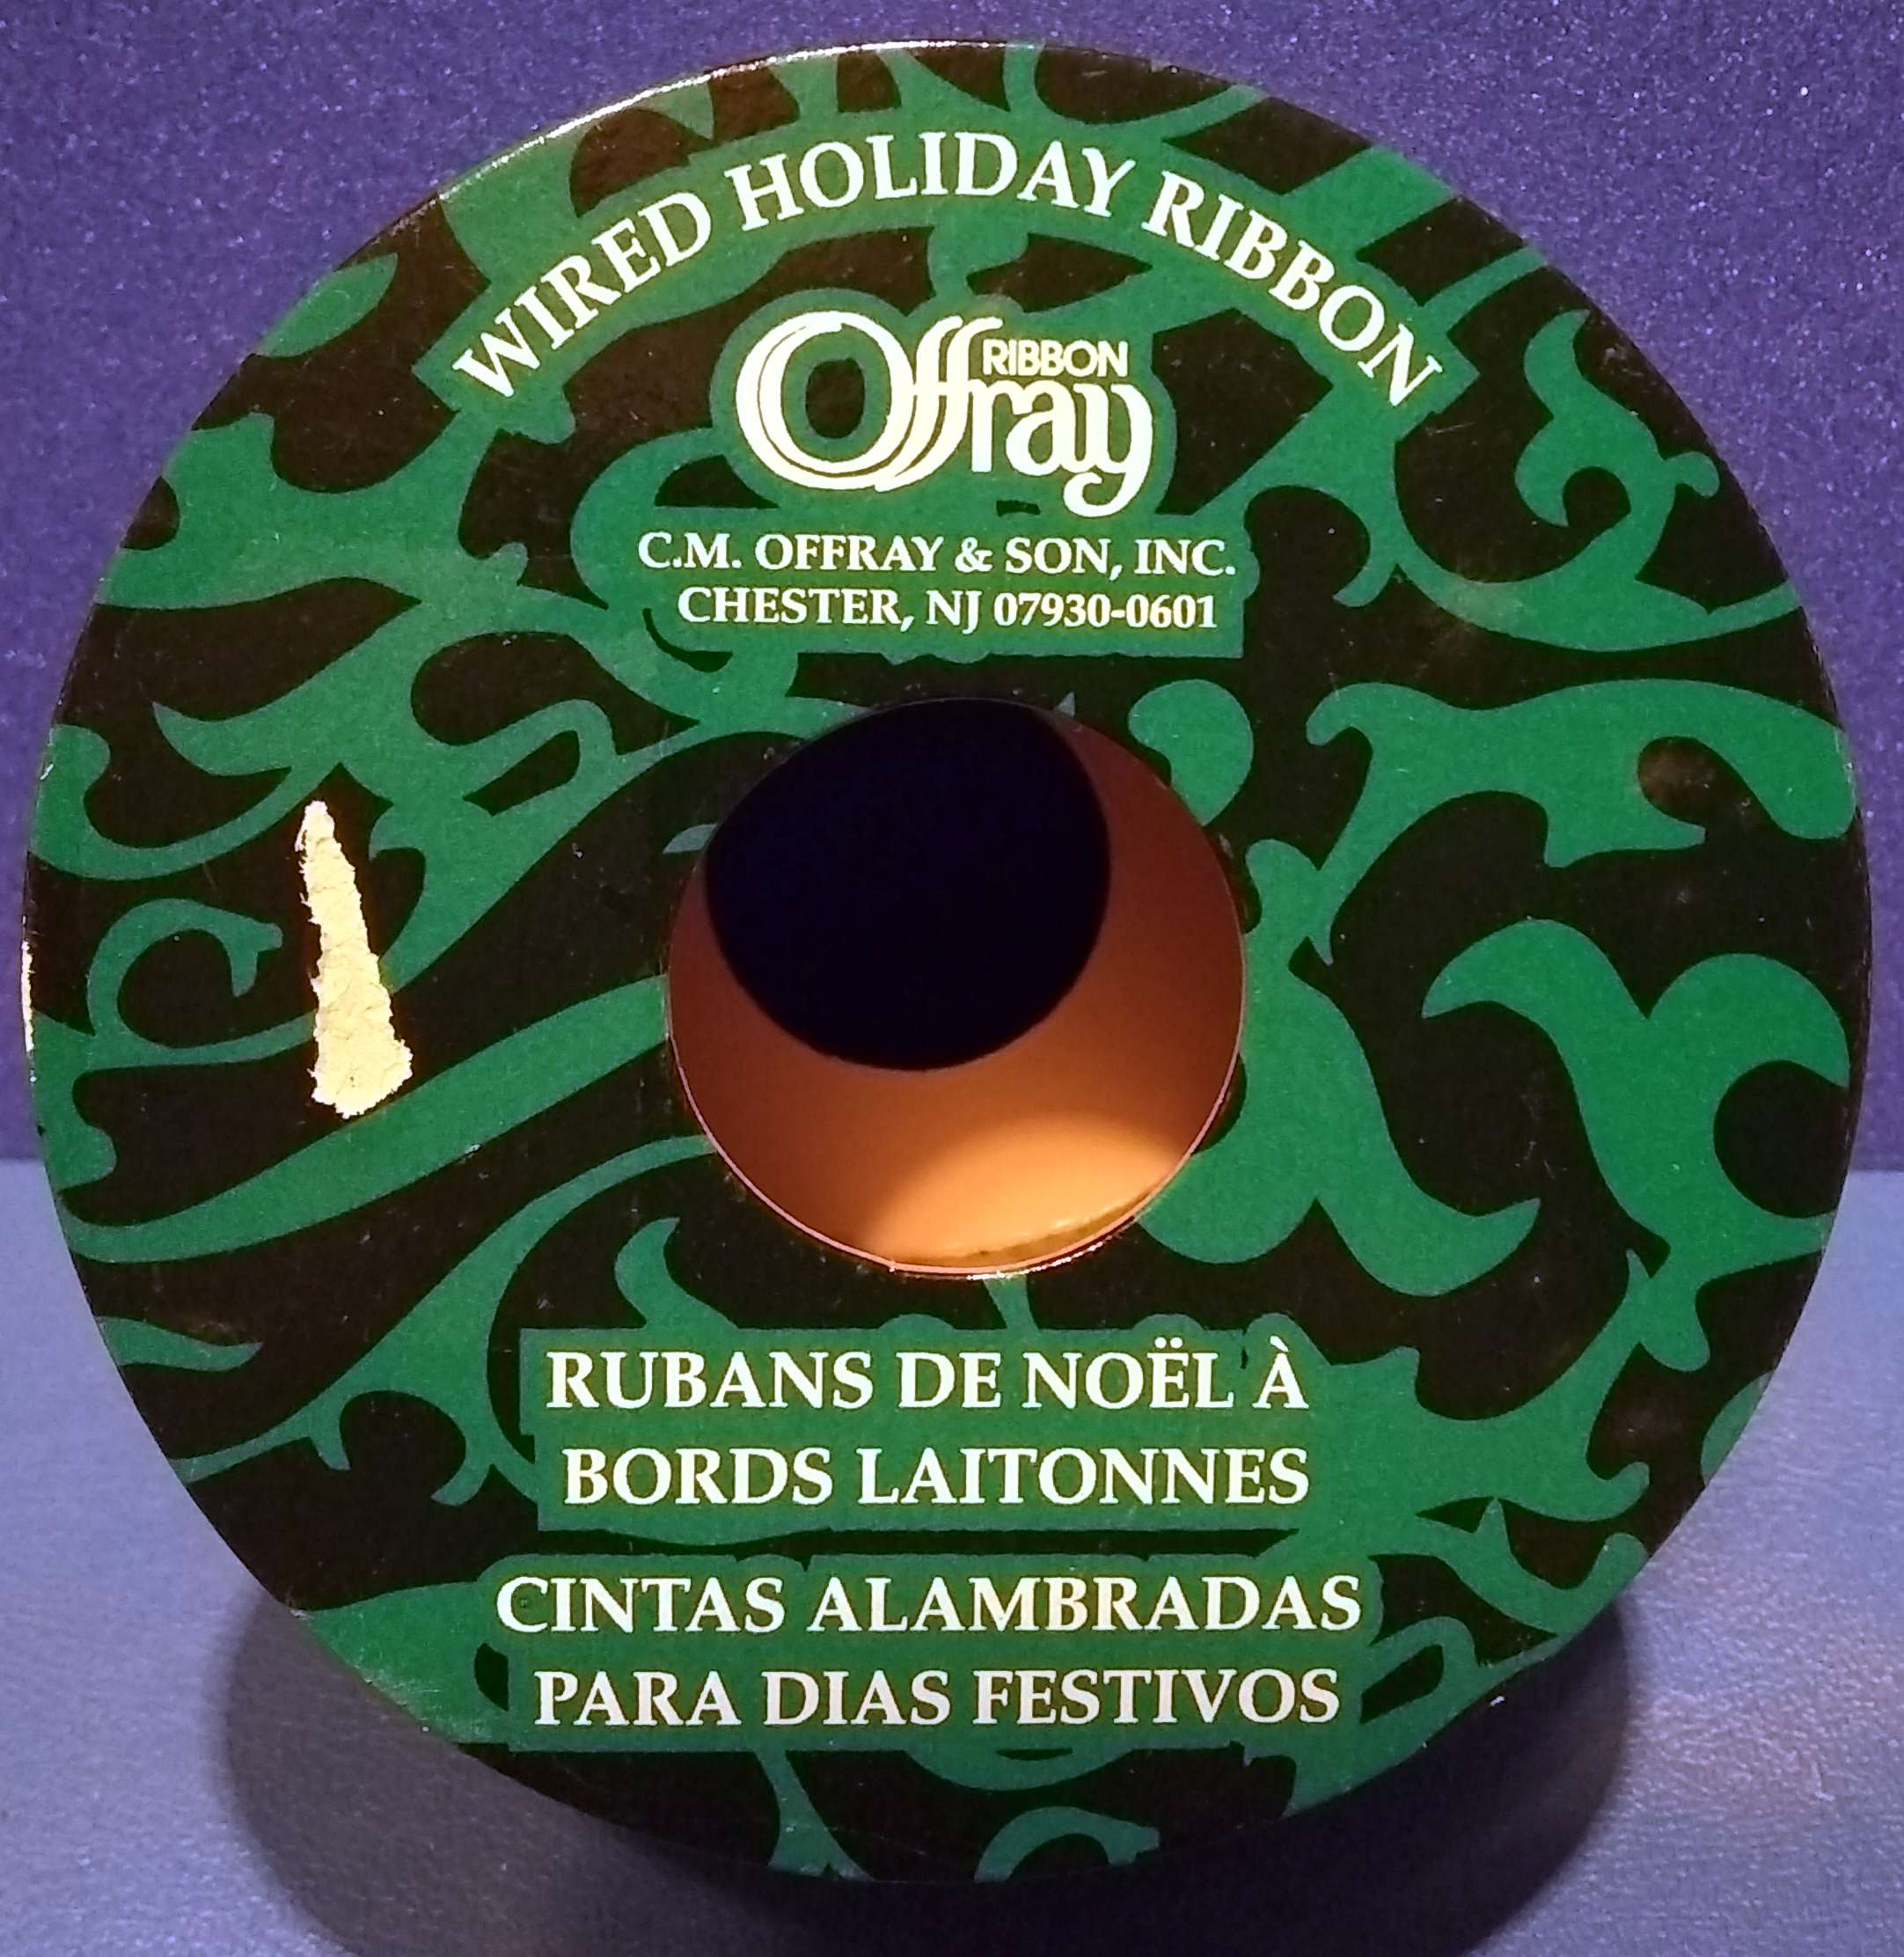 WIRED HOLIDAY RIBBON
Offray RIBBON
C.M. OFFRAY & SON, INC.
CHESTER, NJ 07930-0601
RUBANS DE NOËL À
BORDS LAITONNES
CINTAS ALAMBRADAS
PARA DIAS FESTIVOS